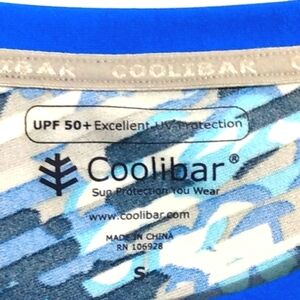 LIBAR COOLIBAR COOLIBAR
UPF 50+ Excellent UV Protection
Coolibar®
Sun Protection You Wear
www.coolibar.com
MADE IN CHINA
RN 106928
S